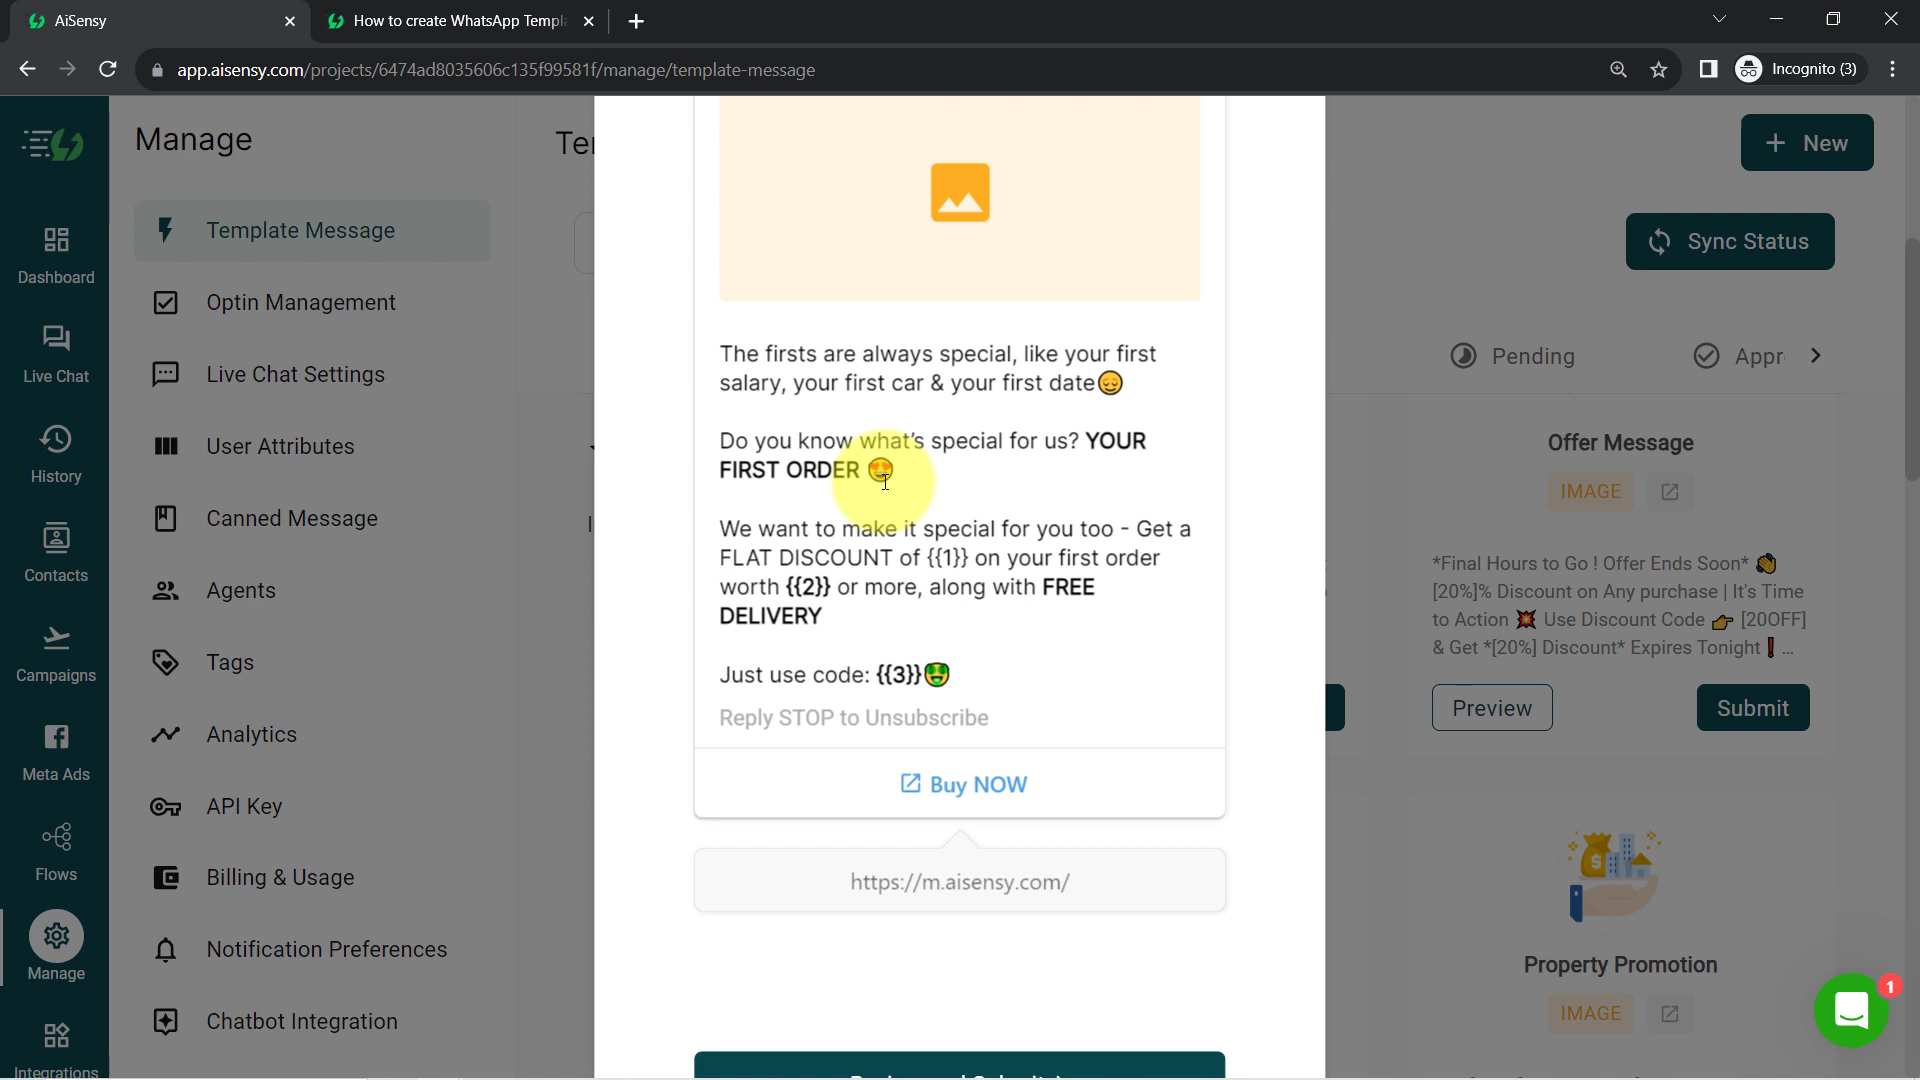 AiSensy
How to create WhatsApp Templ
app.aisensy.com/projects/6474ad8035606c135f99581f/manage/template-message
Incognito (3)
Dashboard
Live Chat
History
Contacts
Campaigns
Meta Ads
Flows
Manage
Integrations
Manage
Template Message
Optin Management
Live Chat Settings
User Attributes
Canned Message
Agents
Tags
Analytics
API Key
Billing & Usage
Notification Preferences
Chatbot Integration
Te
The firsts are always special, like your first
salary, your first car & your first date😌
Do you know what's special for us? YOUR
FIRST ORDER 😍
We want to make it special for you too - Get a
FLAT DISCOUNT of {{1}} on your first order
worth {{2}} or more, along with FREE
DELIVERY
Just use code: {{3}}🤑
Reply STOP to Unsubscribe
Buy NOW
https://m.aisensy.com/
+ New
Sync Status
Pending
Appr
Offer Message
IMAGE
*Final Hours to Go ! Offer Ends Soon* 👏
[20%]% Discount on Any purchase | It's Time
to Action 💥 Use Discount Code 👉 [20OFF]
& Get *[20%] Discount* Expires Tonight❗...
Preview
Submit
Property Promotion
IMAGE
1